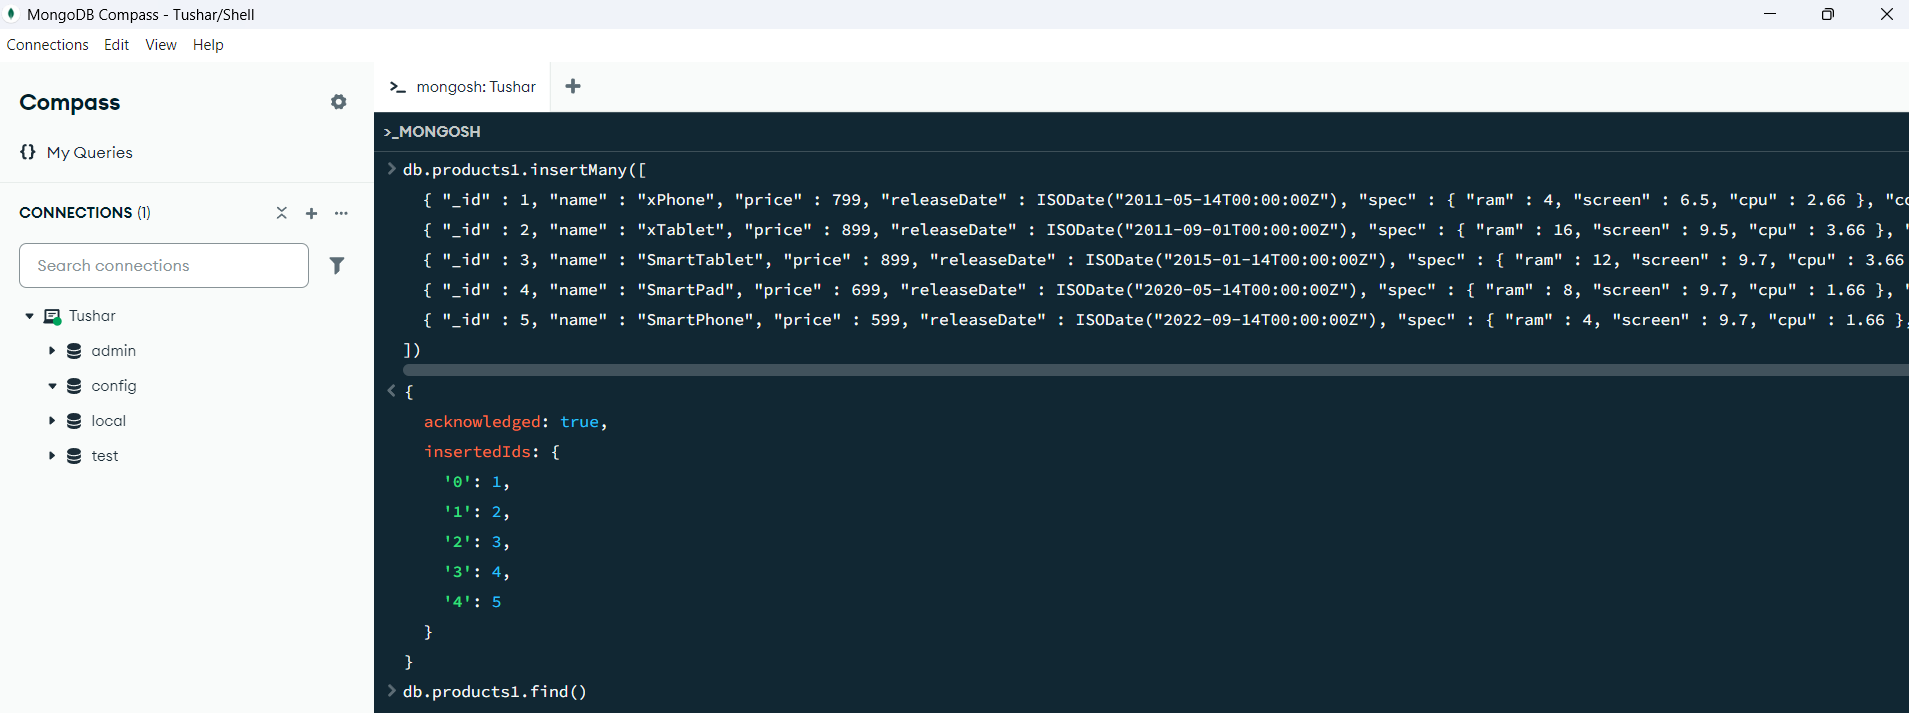 MongoDB Compass - Tushar/Shell
Connections Edit View Help
Compass
My Queries
CONNECTIONS (1)
Search connections
Tushar
admin
config
local
test
>_ mongosh: Tushar +
>_MONGOSH
db.products1.insertMany([
{ "_id" : 1, "name" : "xPhone", "price" : 799, "releaseDate" : ISODate("2011-05-14T00:00:00Z"), "spec" : { "ram" : 4, "screen" : 6.5, "cpu" : 2.66 }, "co
{ "_id" : 2, "name" : "xTablet", "price" : 899, "releaseDate" : ISODate("2011-09-01T00:00:00Z"), "spec" : { "ram" : 16, "screen" : 9.5, "cpu" : 3.66 }, "
{ "_id" : 3, "name" : "SmartTablet", "price" : 899, "releaseDate" : ISODate("2015-01-14T00:00:00Z"), "spec" : { "ram" : 12, "screen" : 9.7, "cpu" : 3.66
{ "_id" : 4, "name" : "SmartPad", "price" : 699, "releaseDate" : ISODate("2020-05-14T00:00:00Z"), "spec" : { "ram" : 8, "screen" : 9.7, "cpu" : 1.66 }, "
{ "_id" : 5, "name" : "SmartPhone", "price" : 599, "releaseDate" : ISODate("2022-09-14T00:00:00Z"), "spec" : { "ram" : 4, "screen" : 9.7, "cpu" : 1.66 },
])
{
acknowledged: true,
insertedIds: {
'0': 1,
'1': 2,
'2': 3,
'3': 4,
'4': 5
}
}
db.products1.find()